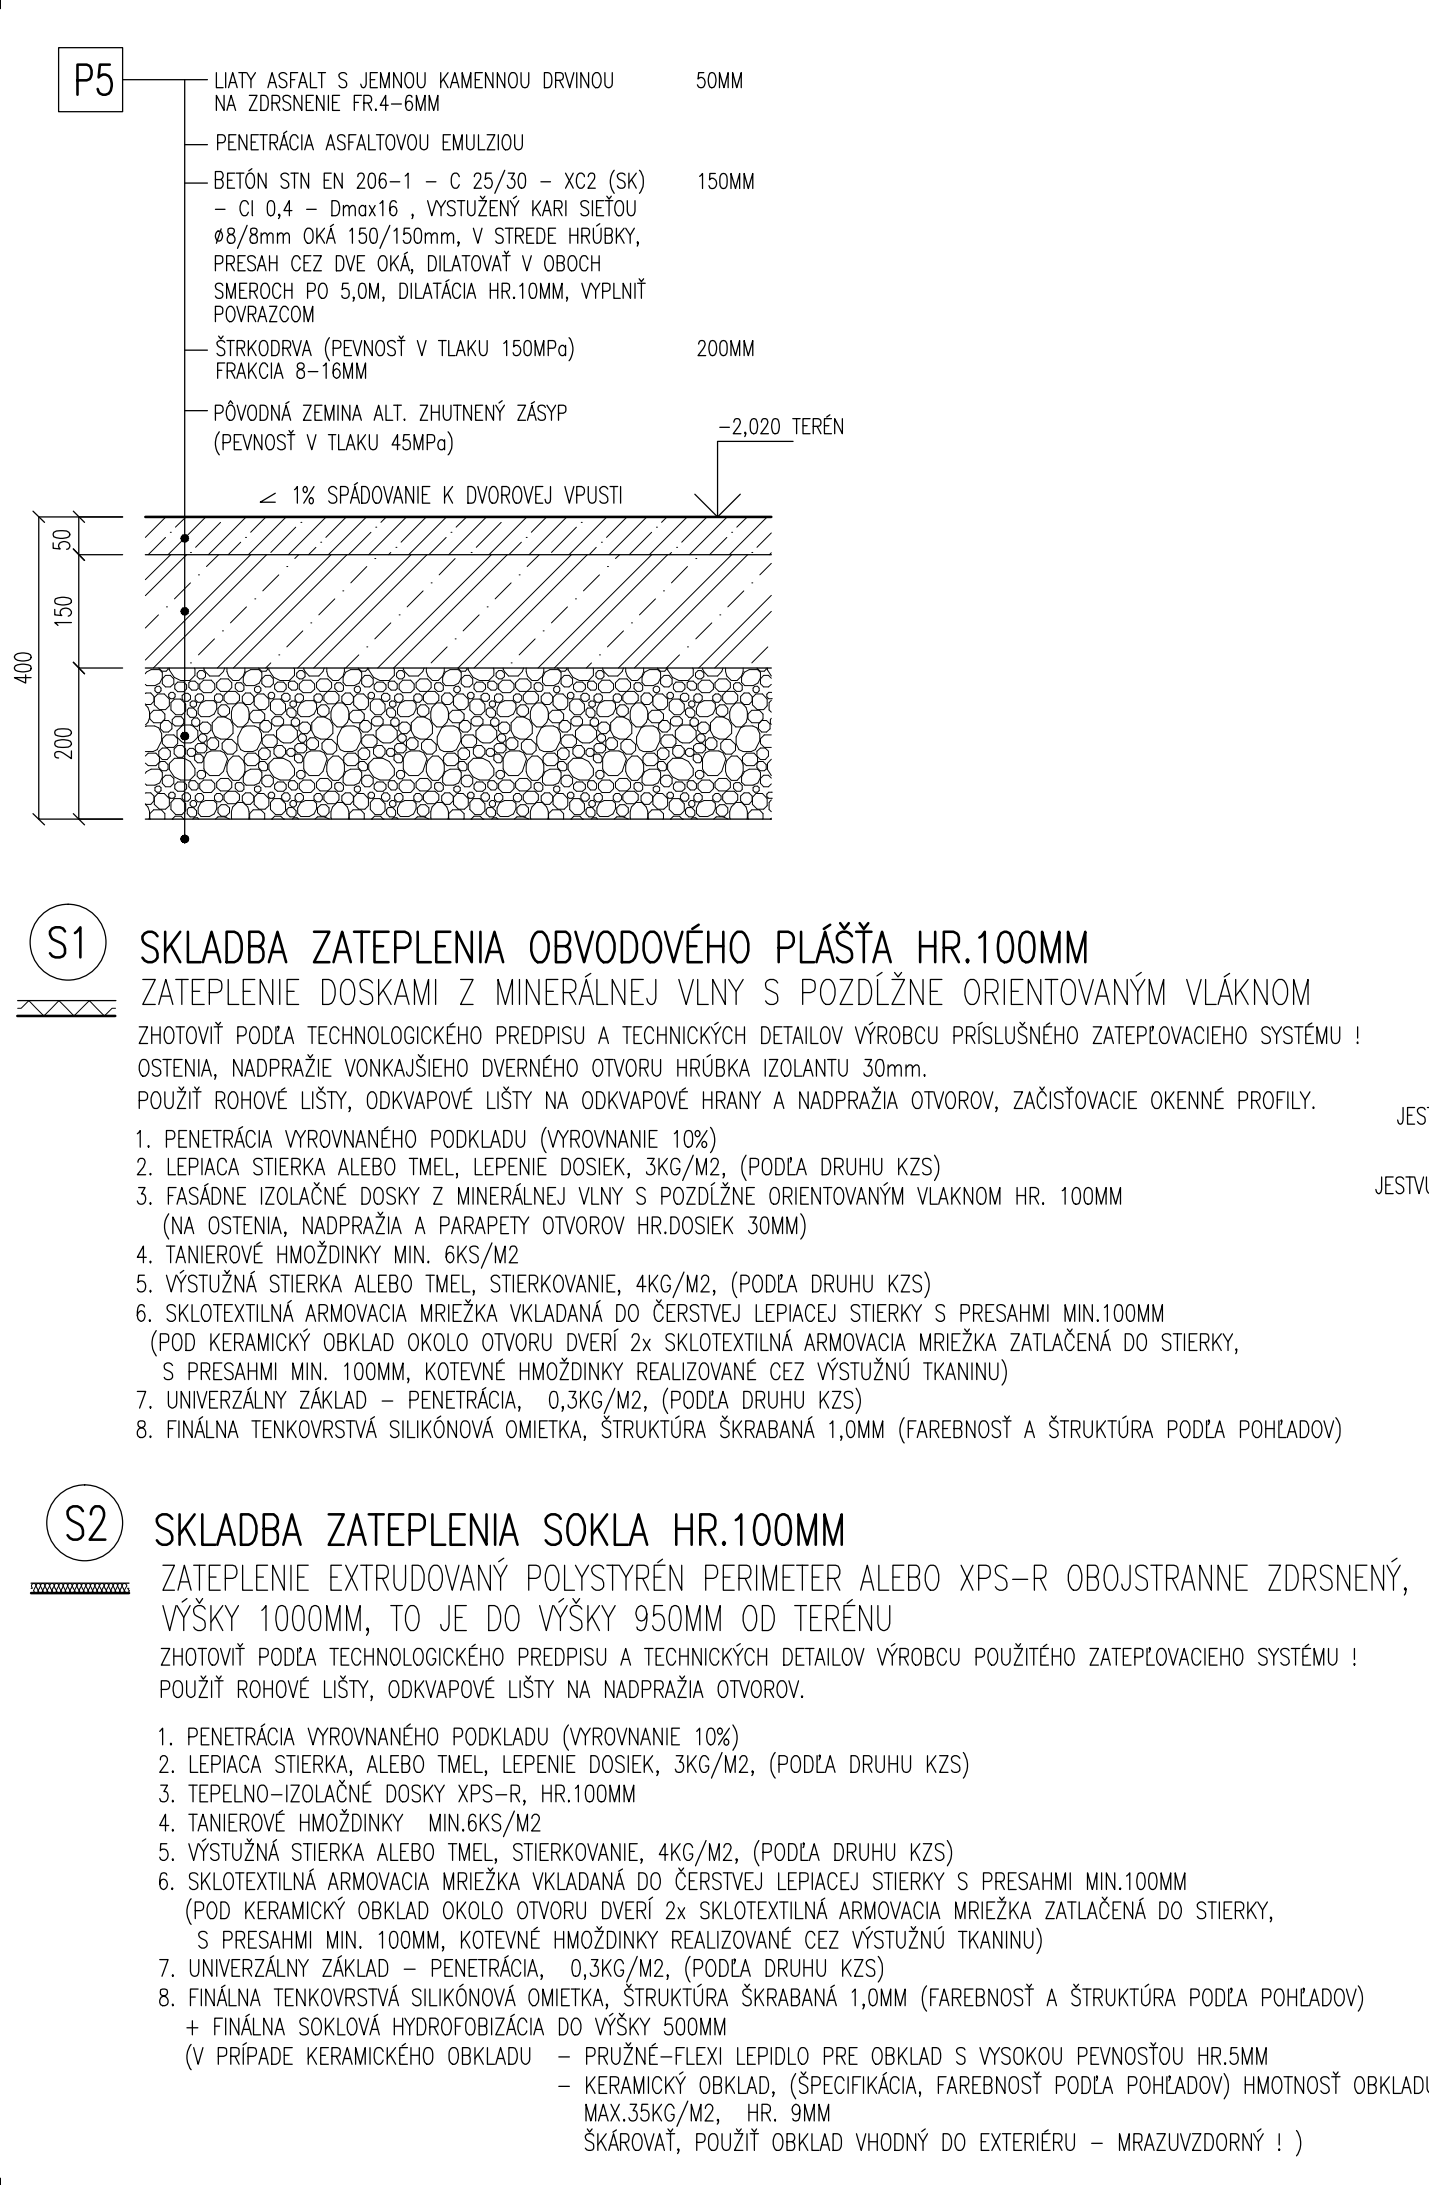 P5
LIATY ASFALT S JEMNOU KAMENNOU DRVINOU 50MM
NA ZDRSNENIE FR.4-6MM
PENETRÁCIA ASFALTOVOU EMULZIOU
BETÓN STN EN 206-1 - C 25/30 - XC2 (SK) 150MM
- CI 0,4 - Dmax16 , VYSTUŽENÝ KARI SIEŤOU
Ø8/8mm OKÁ 150/150mm, V STREDE HRÚBKY,
PRESAH CEZ DVE OKÁ, DILATOVAŤ V OBOCH
SMEROCH PO 5,0M, DILATÁCIA HR.10MM, VYPLNIŤ
POVRAZCOM
ŠTRKODRVA (PEVNOSŤ V TLAKU 150MPa) 200MM
FRAKCIA 8-16MM
PÔVODNÁ ZEMINA ALT. ZHUTNENÝ ZÁSYP
(PEVNOSŤ V TLAKU 45MPa)
-2,020 TERÉN
1% SPÁDOVANIE K DVOROVEJ VPUSTI
50
150
400
200
S1
SKLADBA ZATEPLENIA OBVODOVÉHO PLÁŠŤA HR.100MM
ZATEPLENIE DOSKAMI Z MINERÁLNEJ VLNY S POZDĹŽNE ORIENTOVANÝM VLÁKNOM
ZHOTOVIŤ PODĽA TECHNOLOGICKÉHO PREDPISU A TECHNICKÝCH DETAILOV VÝROBCU PRÍSLUŠNÉHO ZATEPĽOVACIEHO SYSTÉMU !
OSTENIA, NADPRAŽIE VONKAJŠIEHO DVERNÉHO OTVORU HRÚBKA IZOLANTU 30mm.
POUŽIŤ ROHOVÉ LIŠTY, ODKVAPOVÉ LIŠTY NA ODKVAPOVÉ HRANY A NADPRAŽIA OTVOROV, ZAČISŤOVACIE OKENNÉ PROFILY.
JEST
1. PENETRÁCIA VYROVNANÉHO PODKLADU (VYROVNANIE 10%)
2. LEPIACA STIERKA ALEBO TMEL, LEPENIE DOSIEK, 3KG/M2, (PODĽA DRUHU KZS)
JESTVU
3. FASÁDNE IZOLAČNÉ DOSKY Z MINERÁLNEJ VLNY S POZDĹŽNE ORIENTOVANÝM VLAKNOM HR. 100MM
(NA OSTENIA, NADPRAŽIA A PARAPETY OTVOROV HR.DOSIEK 30MM)
4. TANIEROVÉ HMOŽDINKY MIN. 6KS/M2
5. VÝSTUŽNÁ STIERKA ALEBO TMEL, STIERKOVANIE, 4KG/M2, (PODĽA DRUHU KZS)
6. SKLOTEXTILNÁ ARMOVACIA MRIEŽKA VKLADANÁ DO ČERSTVEJ LEPIACEJ STIERKY S PRESAHMI MIN.100MM
(POD KERAMICKÝ OBKLAD OKOLO OTVORU DVERÍ 2x SKLOTEXTILNÁ ARMOVACIA MRIEŽKA ZATLAČENÁ DO STIERKY,
S PRESAHMI MIN. 100MM, KOTEVNÉ HMOŽDINKY REALIZOVANÉ CEZ VÝSTUŽNÚ TKANINU)
7. UNIVERZÁLNY ZÁKLAD - PENETRÁCIA, 0,3KG/M2, (PODĽA DRUHU KZS)
8. FINÁLNA TENKOVRSTVÁ SILIKÓNOVÁ OMIETKA, ŠTRUKTÚRA ŠKRABANÁ 1,0MM (FAREBNOSŤ A ŠTRUKTÚRA PODĽA POHĽADOV)
S2
SKLADBA ZATEPLENIA SOKLA HR.100MM
ZATEPLENIE EXTRUDOVANÝ POLYSTYRÉN PERIMETER ALEBO XPS-R OBOJSTRANNE ZDRSNENÝ,
VÝŠKY 1000MM, TO JE DO VÝŠKY 950MM OD TERÉNU
ZHOTOVIŤ PODĽA TECHNOLOGICKÉHO PREDPISU A TECHNICKÝCH DETAILOV VÝROBCU POUŽITÉHO ZATEPĽOVACIEHO SYSTÉMU !
POUŽIŤ ROHOVÉ LIŠTY, ODKVAPOVÉ LIŠTY NA NADPRAŽIA OTVOROV.
1. PENETRÁCIA VYROVNANÉHO PODKLADU (VYROVNANIE 10%)
2. LEPIACA STIERKA, ALEBO TMEL, LEPENIE DOSIEK, 3KG/M2, (PODĽA DRUHU KZS)
3. TEPELNO-IZOLAČNÉ DOSKY XPS-R, HR.100MM
4. TANIEROVÉ HMOŽDINKY MIN.6KS/M2
5. VÝSTUŽNÁ STIERKA ALEBO TMEL, STIERKOVANIE, 4KG/M2, (PODĽA DRUHU KZS)
6. SKLOTEXTILNÁ ARMOVACIA MRIEŽKA VKLADANÁ DO ČERSTVEJ LEPIACEJ STIERKY S PRESAHMI MIN.100MM
(POD KERAMICKÝ OBKLAD OKOLO OTVORU DVERÍ 2x SKLOTEXTILNÁ ARMOVACIA MRIEŽKA ZATLAČENÁ DO STIERKY,
S PRESAHMI MIN. 100MM, KOTEVNÉ HMOŽDINKY REALIZOVANÉ CEZ VÝSTUŽNÚ TKANINU)
7. UNIVERZÁLNY ZÁKLAD - PENETRÁCIA, 0,3KG/M2, (PODĽA DRUHU KZS)
8. FINÁLNA TENKOVRSTVÁ SILIKÓNOVÁ OMIETKA, ŠTRUKTÚRA ŠKRABANÁ 1,0MM (FAREBNOSŤ A ŠTRUKTÚRA PODĽA POHĽADOV)
+ FINÁLNA SOKLOVÁ HYDROFOBIZÁCIA DO VÝŠKY 500MM
(V PRÍPADE KERAMICKÉHO OBKLADU - PRUŽNÉ-FLEXI LEPIDLO PRE OBKLAD S VYSOKOU PEVNOSŤOU HR.5MM
- KERAMICKÝ OBKLAD, (ŠPECIFIKÁCIA, FAREBNOSŤ PODĽA POHĽADOV) HMOTNOSŤ OBKLADU
MAX.35KG/M2, HR. 9MM
ŠKÁROVAŤ, POUŽIŤ OBKLAD VHODNÝ DO EXTERIÉRU - MRAZUVZDORNÝ ! )